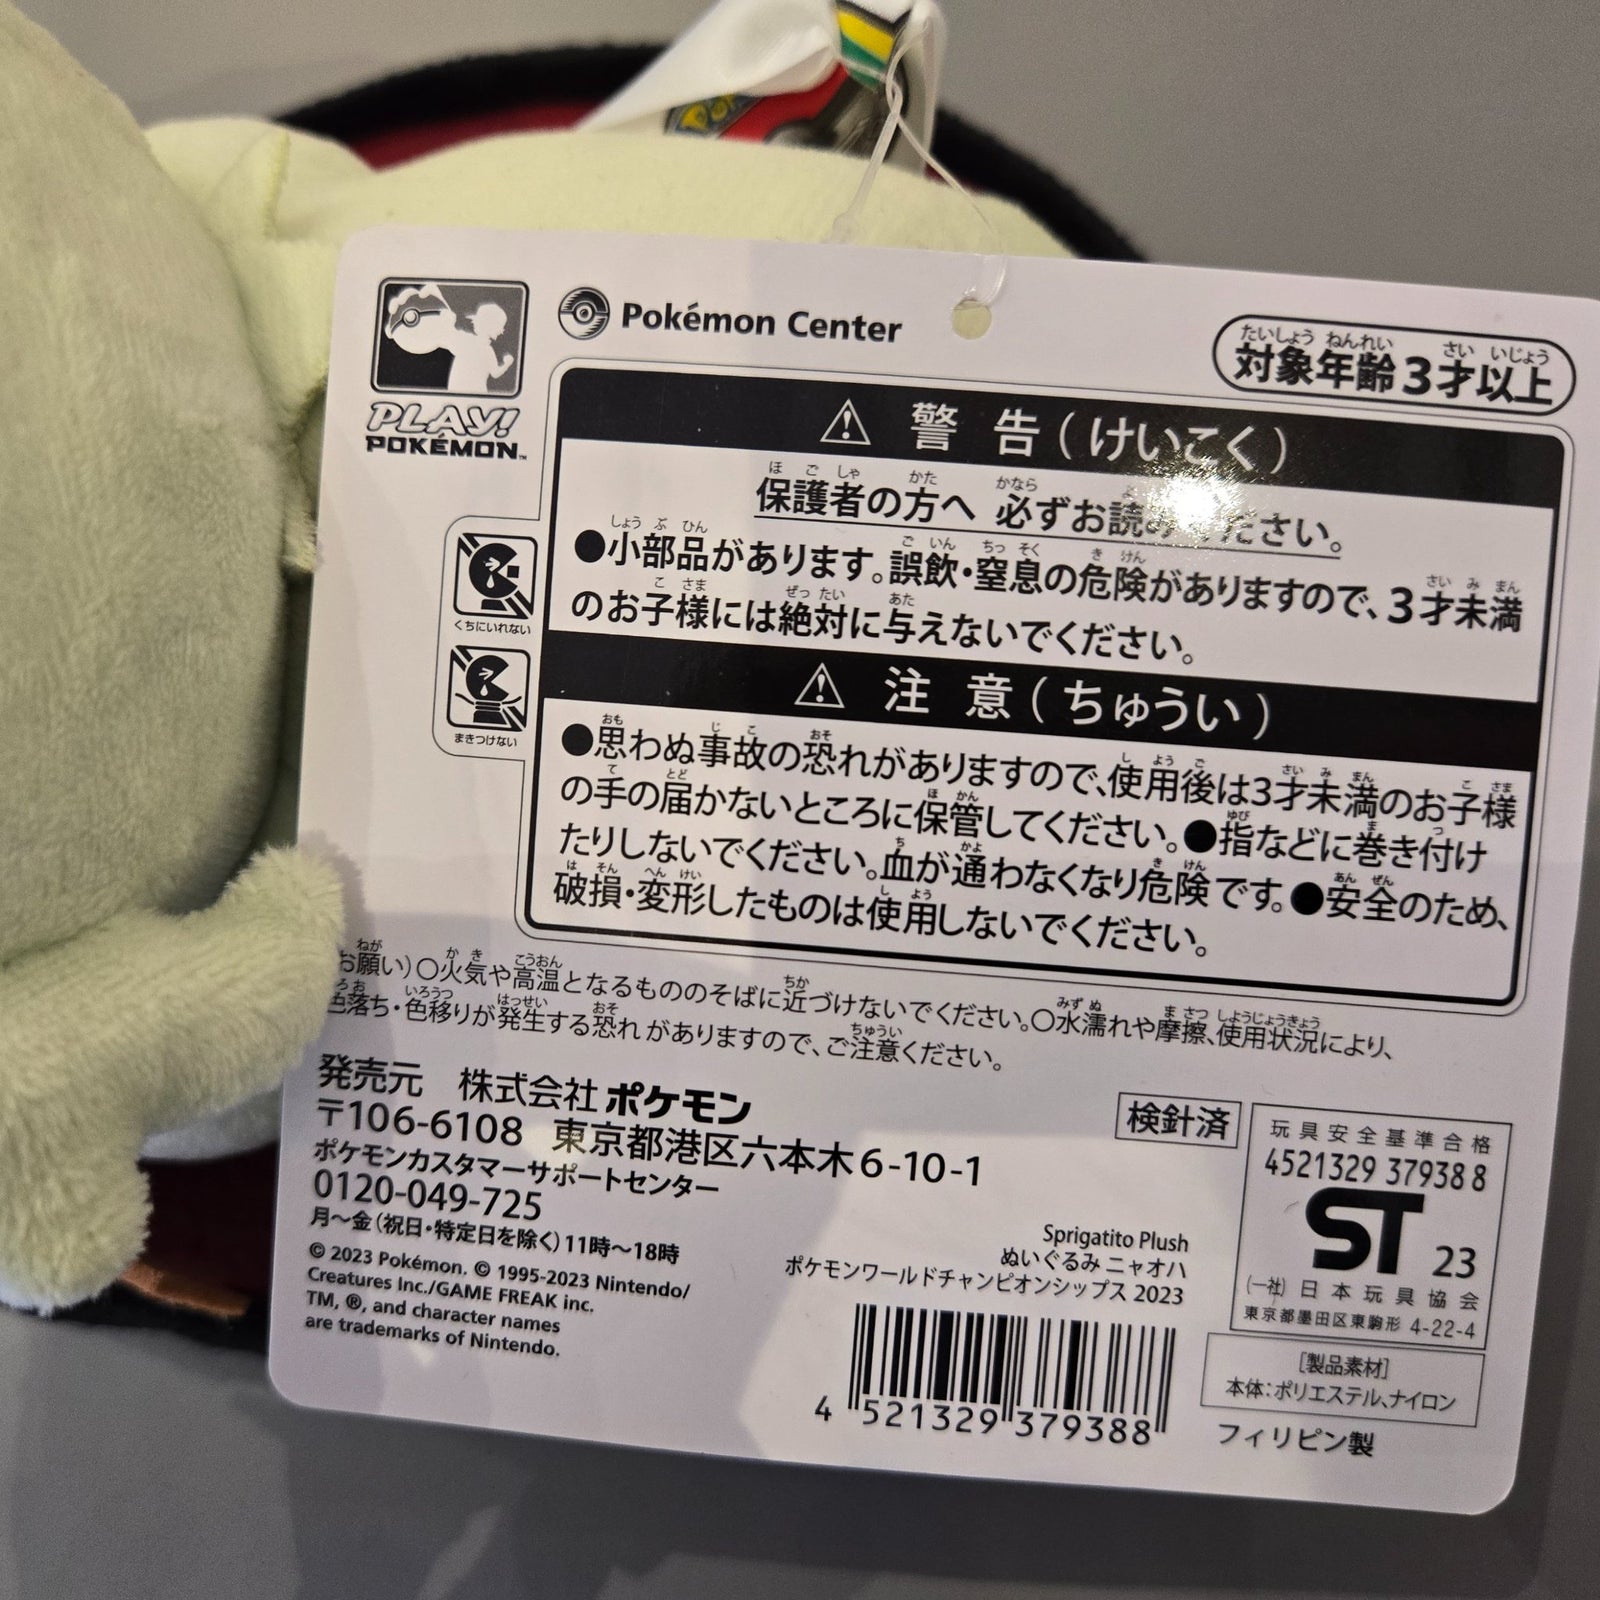 Pokémon Center
PLAY!
POKÉMON™
対象年齢3才以上
警 告(けいこく)
保護者の方へ 必ずお読みください。
●小部品があります。誤飲・窒息の危険がありますので、3才未満
のお子様には絶対に与えないでください。
くちにいれない
まきつけない
注 意(ちゅうい)
●思わぬ事故の恐れがありますので、使用後は3才未満のお子様
の手の届かないところに保管してください。●指などに巻き付け
たりしないでください。血が通わなくなり危険です。●安全のため、
破損・変形したものは使用しないでください。
お願い)○火気や高温となるもののそばに近づけないでください。○水濡れや摩擦、使用状況により、
色落ち・色移りが発生する恐れがありますので、ご注意ください。
発売元 株式会社ポケモン
〒106-6108 東京都港区六本木6-10-1
ポケモンカスタマーサポートセンター
0120-049-725
月～金(祝日・特定日を除く)11時～18時
© 2023 Pokémon. © 1995-2023 Nintendo/
Creatures Inc./GAME FREAK inc.
TM, ®, and character names
are trademarks of Nintendo.
検針済
玩具安全基準合格
4521329 379388
ST 23
(一社)日本玩具協会
東京都墨田区東駒形 4-22-4
Sprigatito Plush
ぬいぐるみ ニャオハ
ポケモンワールドチャンピオンシップス 2023
4 521329 379388
[製品素材]
本体:ポリエステル、ナイロン
フィリピン製